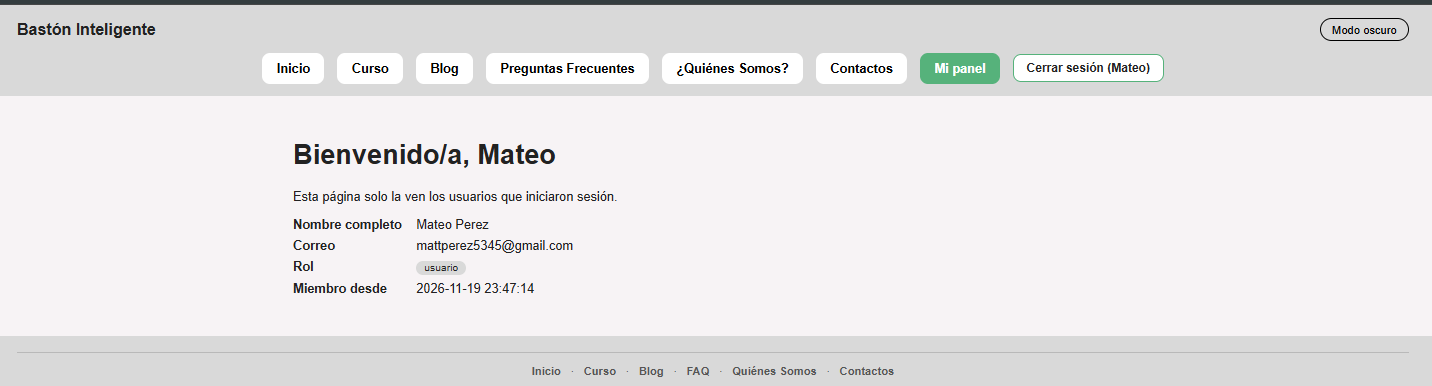 Bastón Inteligente
Modo oscuro
Inicio Curso Blog Preguntas Frecuentes ¿Quiénes Somos? Contactos Mi panel Cerrar sesión (Mateo)
Bienvenido/a, Mateo
Esta página solo la ven los usuarios que iniciaron sesión.
Nombre completo Mateo Perez
Correo mattperez5345@gmail.com
Rol usuario
Miembro desde 2026-11-19 23:47:14
Inicio · Curso · Blog · FAQ · Quiénes Somos · Contactos